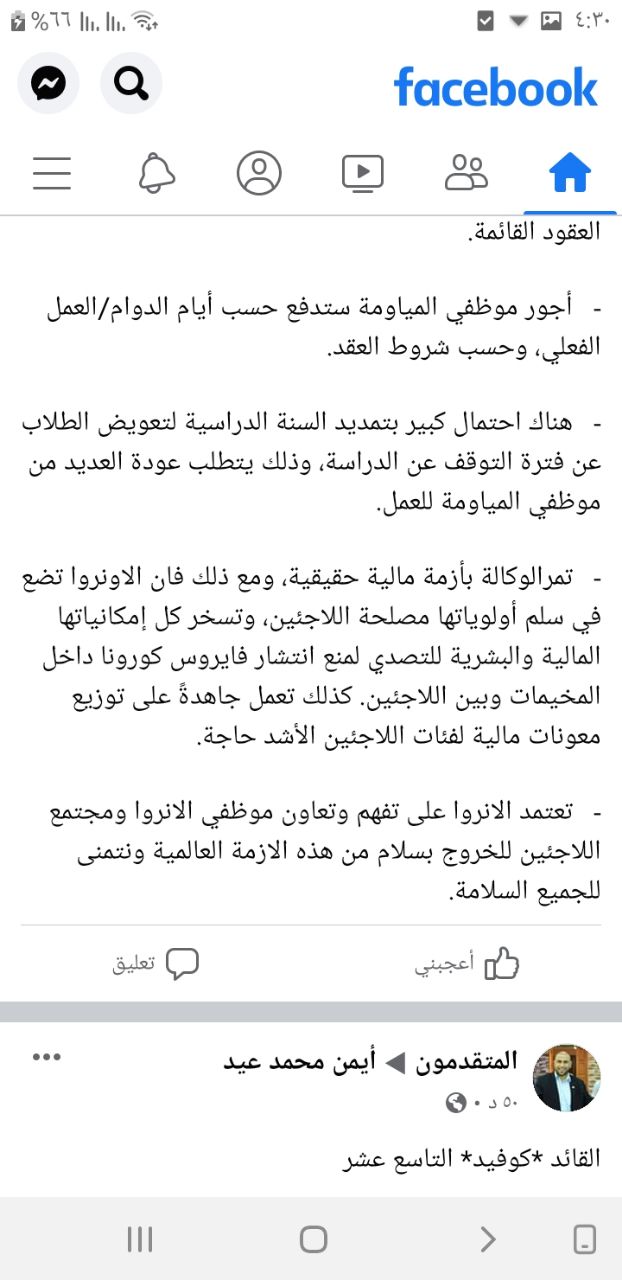 %٦٦
٤:٣٠
facebook
العقود القائمة.
- أجور موظفي المياومة ستدفع حسب أيام الدوام/العمل
الفعلي، وحسب شروط العقد.
- هناك احتمال كبير بتمديد السنة الدراسية لتعويض الطلاب
عن فترة التوقف عن الدراسة، وذلك يتطلب عودة العديد من
موظفي المياومة للعمل.
- تمرالوكالة بأزمة مالية حقيقية، ومع ذلك فان الاونروا تضع
في سلم أولوياتها مصلحة اللاجئين، وتسخر كل إمكانياتها
المالية والبشرية للتصدي لمنع انتشار فايروس كورونا داخل
المخيمات وبين اللاجئين. كذلك تعمل جاهدةً على توزيع
معونات مالية لفئات اللاجئين الأشد حاجة.
- تعتمد الانروا على تفهم وتعاون موظفي الانروا ومجتمع
اللاجئين للخروج بسلام من هذه الازمة العالمية ونتمنى
للجميع السلامة.
أعجبني
تعليق
المتقدمون ◀ أيمن محمد عيد
٥٠ د •
القائد *كوفيد* التاسع عشر